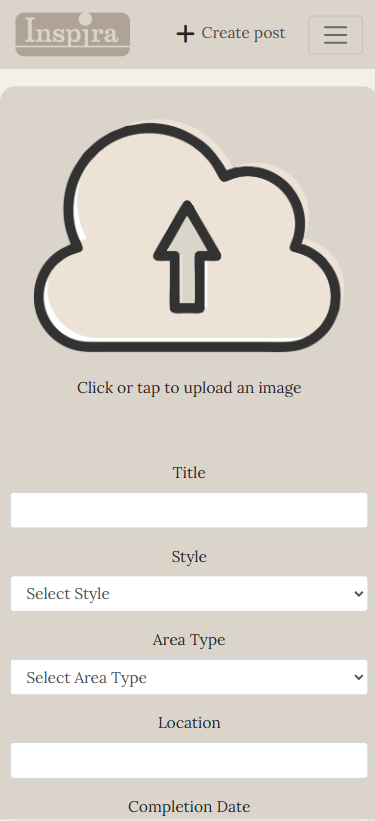 Inspira
Create post
Click or tap to upload an image
Title
Style
Select Style
Area Type
Select Area Type
Location
Completion Date